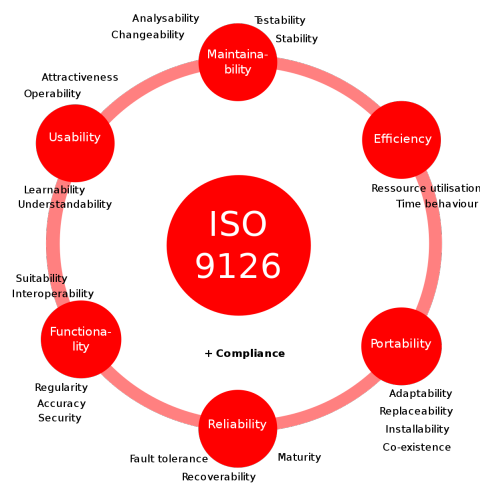 Analysability
Testability
Changeability
Stability
Maintaina-
bility
Attractiveness
Operability
Usability
Learnability
Understandability
Efficiency
Ressource utilisation
Time behaviour
ISO
9126
Suitability
Interoperability
Functiona-
lity
Regularity
Accuracy
Security
+ Compliance
Portability
Adaptability
Replaceability
Installability
Co-existence
Reliability
Fault tolerance
Maturity
Recoverability